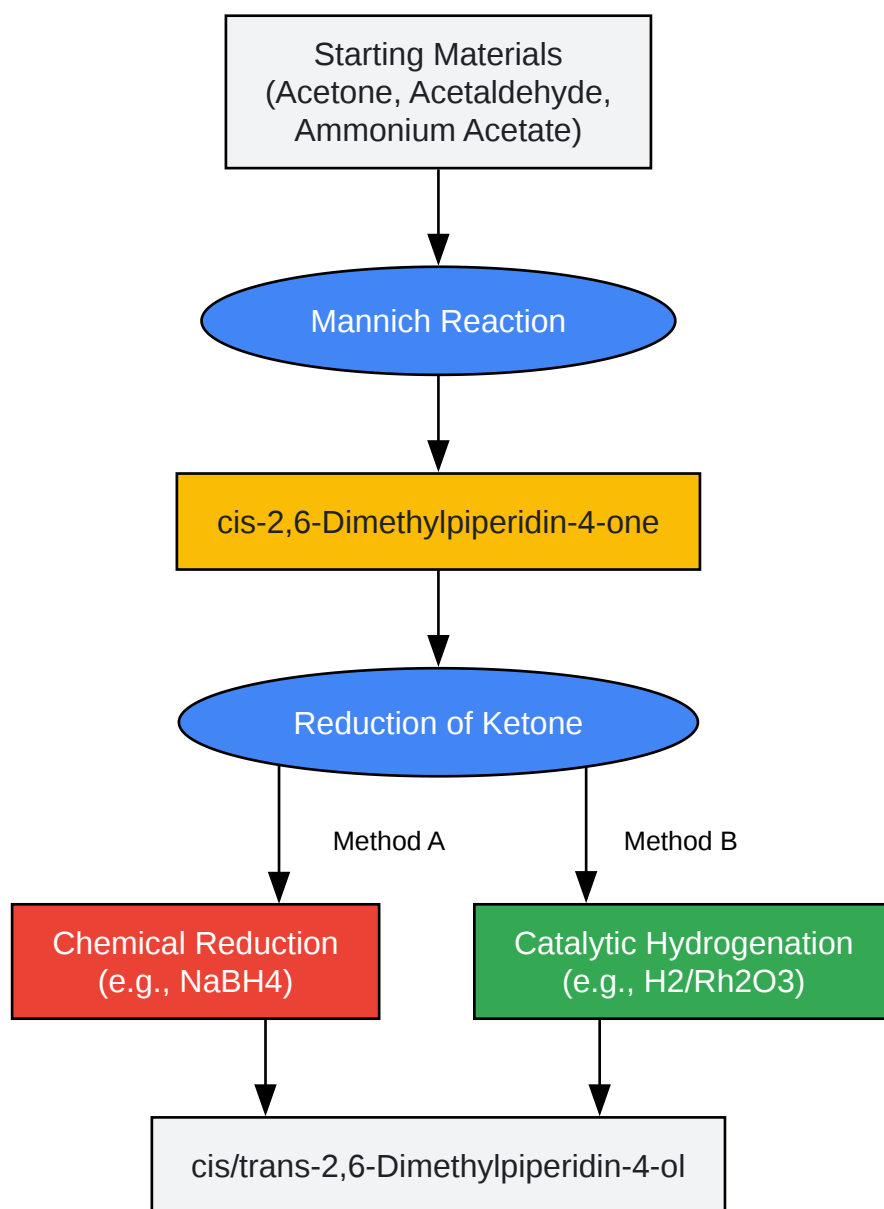 Starting Materials
(Acetone, Acetaldehyde,
Ammonium Acetate)
Mannich Reaction
cis-2,6-Dimethylpiperidin-4-one
Reduction of Ketone
Method A
Method B
Chemical Reduction
(e.g., NaBH4)
Catalytic Hydrogenation
(e.g., H2/Rh2O3)
cis/trans-2,6-Dimethylpiperidin-4-ol